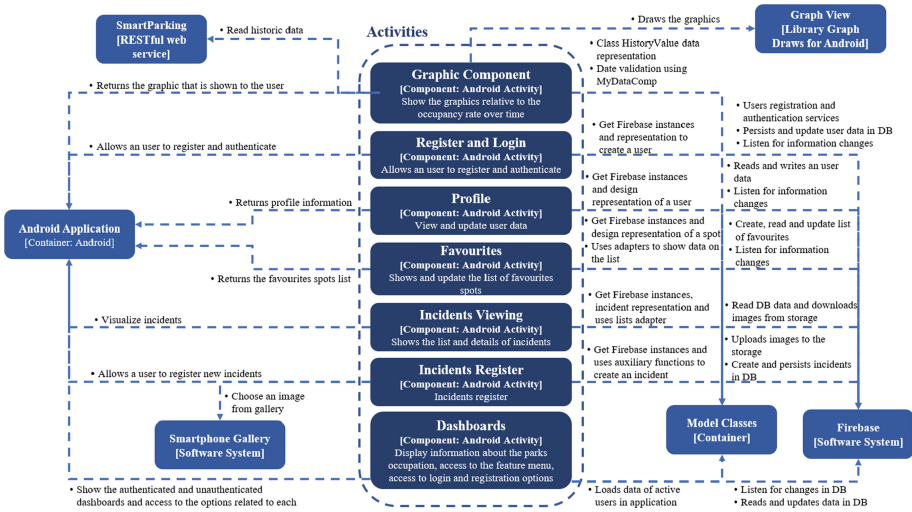 SmartParking
[RESTful web
service]
• Read historic data
Activities
• Draws the graphics
Graph View
[Library Graph
Draws for Android]
• Class HistoryValue data
representation
• Date validation using
MyDataComp
Graphic Component
[Component: Android Activity]
Show the graphics relative to the
occupancy rate over time
• Returns the graphic that is shown to the user
• Users registration and
authentication services
• Persists and update user data in DB
• Listen for information changes
• Allows an user to register and authenticate
Register and Login
[Component: Android Activity]
Allows an user to register and authenticate
• Get Firebase instances
and representation to
create a user
• Reads and writes an user
data
• Listen for information
changes
• Returns profile information
Profile
[Component: Android Activity]
View and update user data
• Get Firebase instances
and design
representation of a user
Android Application
[Container: Android]
• Get Firebase instances and
design representation of a spot
• Uses adapters to show data on
the list
• Create, read and update list
of favourites
• Listen for information
changes
Favourites
[Component: Android Activity]
Shows and update the list of favourites
spots
• Returns the favourites spots list
• Visualize incidents
Incidents Viewing
[Component: Android Activity]
Shows the list and details of incidents
• Get Firebase instances,
incident representation and
uses lists adapter
• Read DB data and downloads
images from storage
• Allows a user to register new incidents
Incidents Register
[Component: Android Activity]
Incidents register
• Get Firebase instances and
uses auxiliary functions to
create an incident
• Uploads images to the
storage
• Create and persists incidents
in DB
• Choose an image
from gallery
Smartphone Gallery
[Software System]
Dashboards
[Component: Android Activity]
Display information about the parks
occupation, access to the feature menu,
access to login and registration options
Model Classes
[Container]
Firebase
[Software System]
• Show the authenticated and unauthenticated
dashboards and access to the options related to each
• Loads data of active
users in application
• Listen for changes in DB
• Reads and updates data in DB